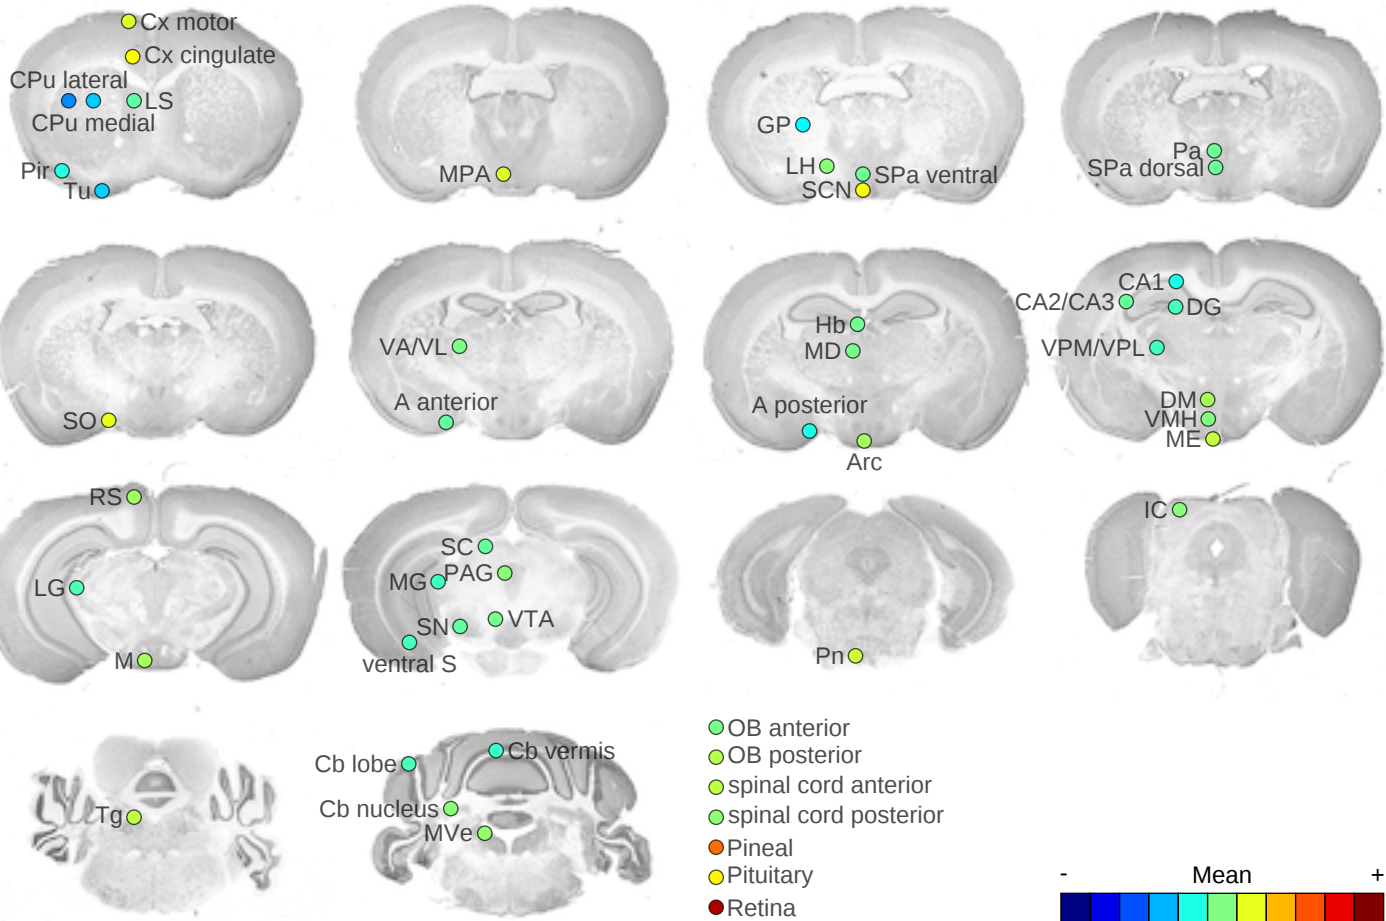 Cx motor
Cx cingulate
CPu lateral
LS
CPu medial
Pir
Tu
MPA
GP
LH
SPa ventral
SCN
Pa
SPa dorsal
SO
VA/VL
A anterior
Hb
MD
A posterior
Arc
CA1
CA2/CA3
DG
VPM/VPL
DM
VMH
ME
RS
LG
M
SC
MG
PAG
SN
VTA
ventral S
Pn
IC
Tg
Cb lobe
Cb vermis
Cb nucleus
MVe
OB anterior
OB posterior
spinal cord anterior
spinal cord posterior
Pineal
Pituitary
Retina
- Mean +